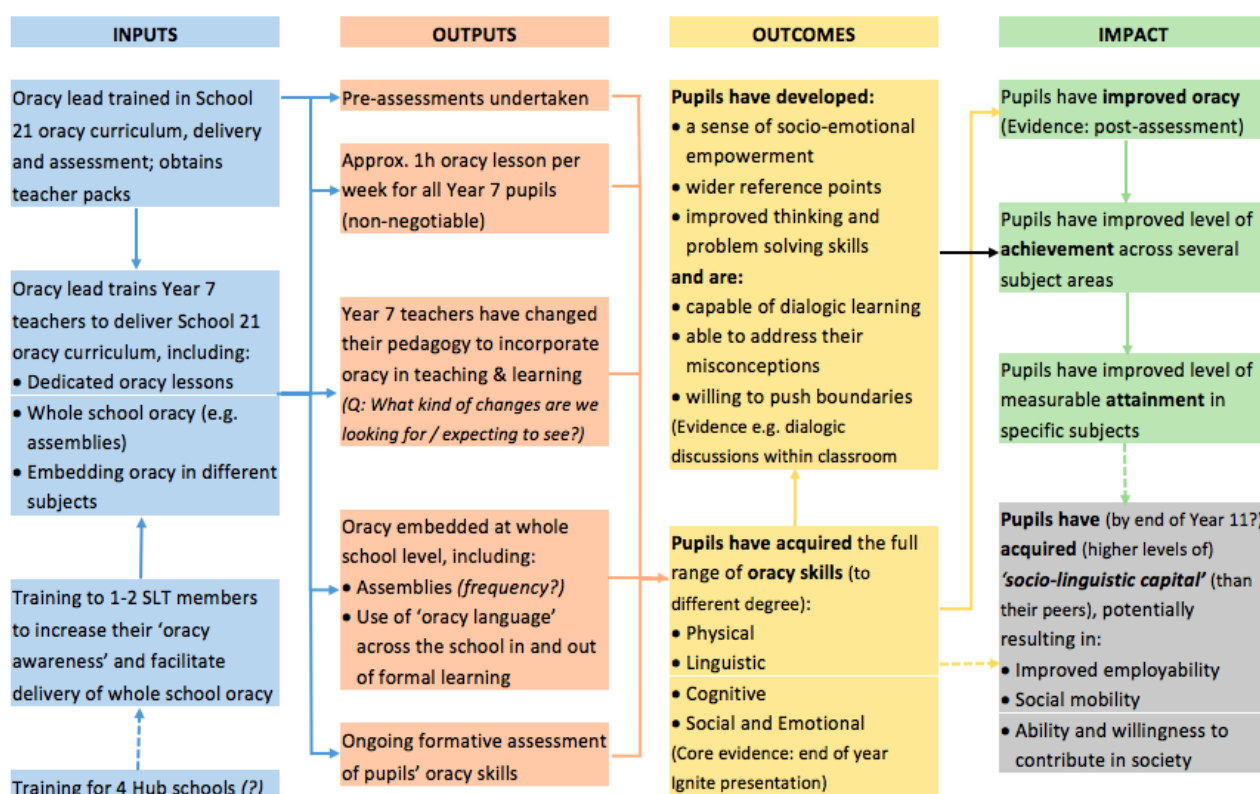 INPUTS
Oracy lead trained in School
21 oracy curriculum, delivery
and assessment; obtains
teacher packs
Oracy lead trains Year 7
teachers to deliver School 21
oracy curriculum, including:
• Dedicated oracy lessons
• Whole school oracy (e.g.
assemblies)
• Embedding oracy in different
subjects
Training to 1-2 SLT members
to increase their ‘oracy
awareness’ and facilitate
delivery of whole school oracy
Training for 4 Hub schools (?)
OUTPUTS
Pre-assessments undertaken
Approx. 1h oracy lesson per
week for all Year 7 pupils
(non-negotiable)
Year 7 teachers have changed
their pedagogy to incorporate
oracy in teaching & learning
(Q: What kind of changes are we
looking for / expecting to see?)
Oracy embedded at whole
school level, including:
• Assemblies (frequency?)
• Use of ‘oracy language’
across the school in and out
of formal learning
Ongoing formative assessment
of pupils’ oracy skills
OUTCOMES
Pupils have developed:
• a sense of socio-emotional
empowerment
• wider reference points
• improved thinking and
problem solving skills
and are:
• capable of dialogic learning
• able to address their
misconceptions
• willing to push boundaries
(Evidence e.g. dialogic
discussions within classroom
Pupils have acquired the full
range of oracy skills (to
different degree):
• Physical
• Linguistic
• Cognitive
• Social and Emotional
(Core evidence: end of year
Ignite presentation)
IMPACT
Pupils have improved oracy
(Evidence: post-assessment)
Pupils have improved level of
achievement across several
subject areas
Pupils have improved level of
measurable attainment in
specific subjects
Pupils have (by end of Year 11?)
acquired (higher levels of)
‘socio-linguistic capital’ (than
their peers), potentially
resulting in:
• Improved employability
• Social mobility
• Ability and willingness to
contribute in society